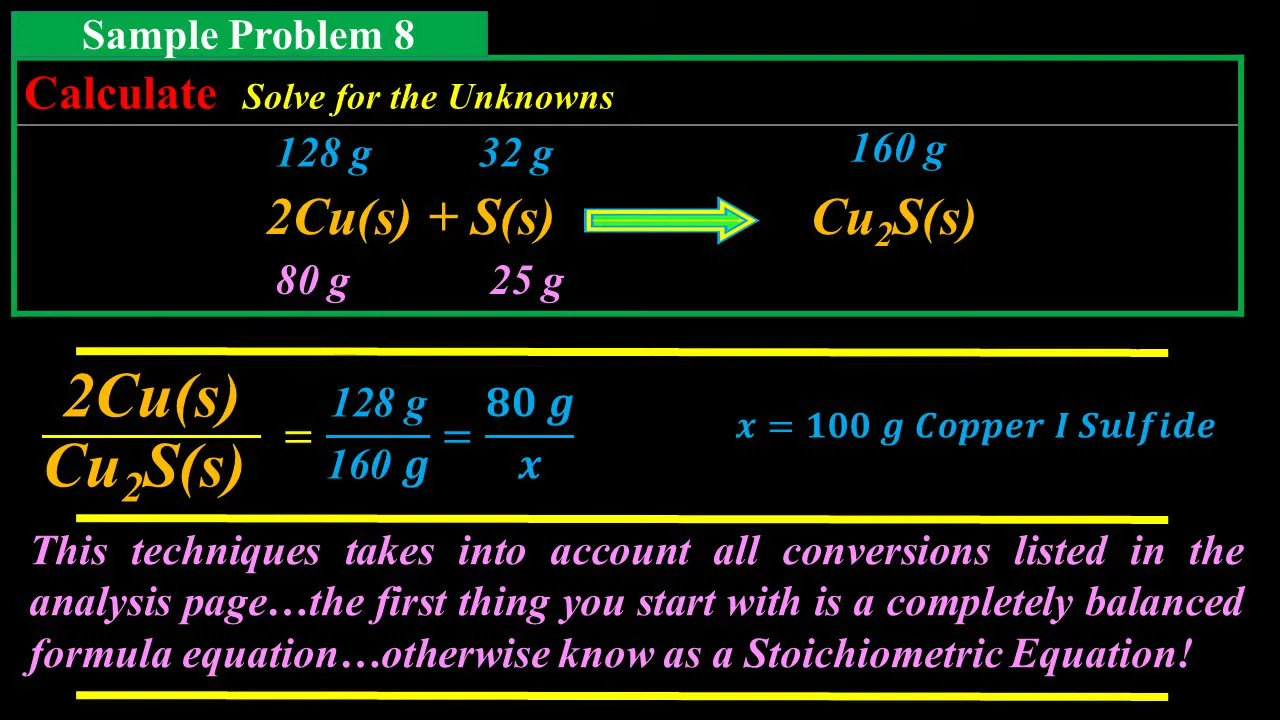 Sample Problem 8
Calculate Solve for the Unknowns
128 g 32 g 160 g
2Cu(s) + S(s) Cu₂S(s)
80 g 25 g
2Cu(s) / Cu₂S(s) = 128 g / 160 g = 80 g / x
x = 100 g Copper I Sulfide
This techniques takes into account all conversions listed in the
analysis page…the first thing you start with is a completely balanced
formula equation…otherwise know as a Stoichiometric Equation!